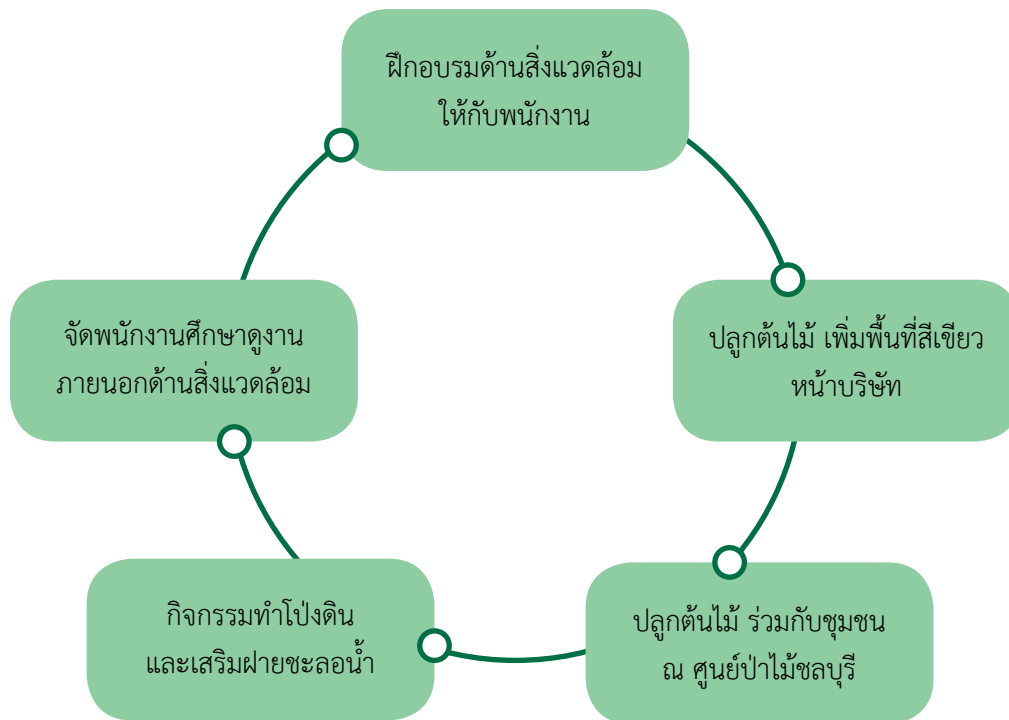 ฝึกอบรมด้านสิ่งแวดล้อม
ให้กับพนักงาน
ปลูกต้นไม้ เพิ่มพื้นที่สีเขียว
หน้าบริษัท
ปลูกต้นไม้ ร่วมกับชุมชน
ณ ศูนย์ป่าไม้ชลบุรี
กิจกรรมทำโป่งดิน
และเสริมฝายชะลอน้ำ
จัดพนักงานศึกษาดูงาน
ภายนอกด้านสิ่งแวดล้อม